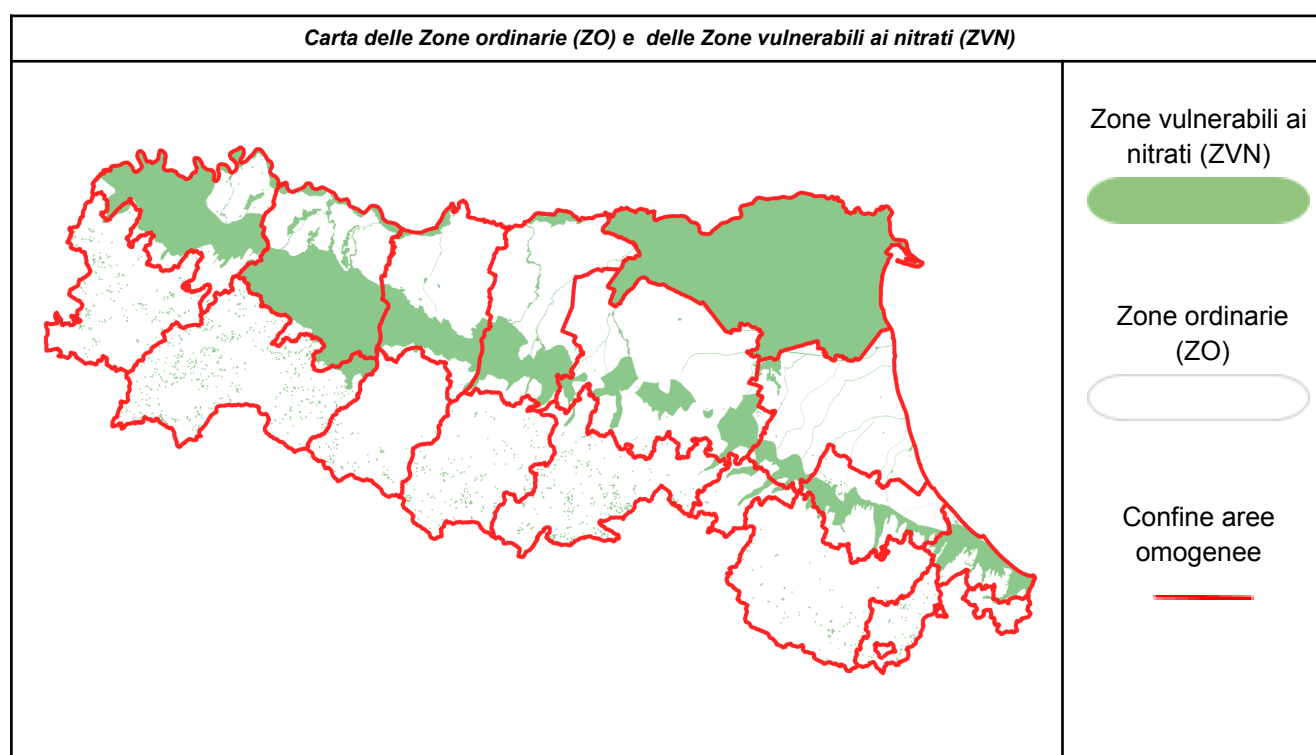 Carta delle Zone ordinarie (ZO) e delle Zone vulnerabili ai nitrati (ZVN)
Zone vulnerabili ai
nitrati (ZVN)
Zone ordinarie
(ZO)
Confine aree
omogenee